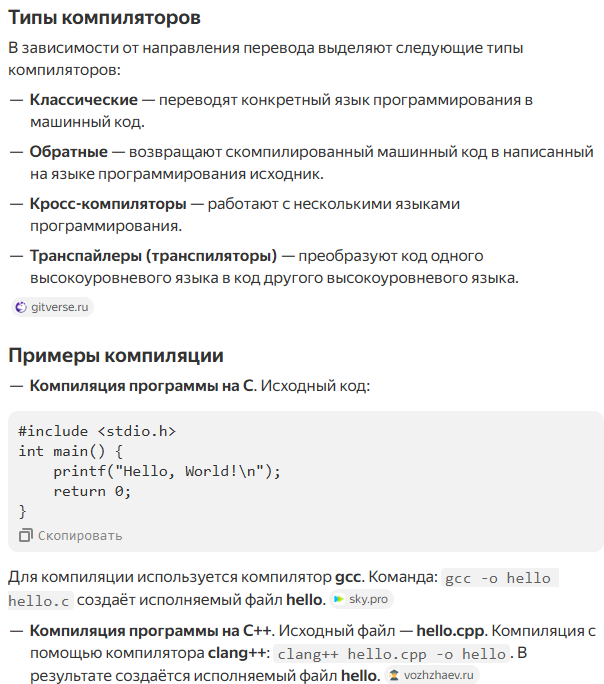 Типы компиляторов
В зависимости от направления перевода выделяют следующие типы
компиляторов:
— Классические — переводят конкретный язык программирования в
машинный код.
— Обратные — возвращают скомпилированный машинный код в написанный
на языке программирования исходник.
— Кросс-компиляторы — работают с несколькими языками
программирования.
— Транспайлеры (транспиляторы) — преобразуют код одного
высокоуровневого языка в код другого высокоуровневого языка.
gitverse.ru
Примеры компиляции
— Компиляция программы на C. Исходный код:
#include <stdio.h>
int main() {
    printf("Hello, World!\n");
    return 0;
}
Скопировать
Для компиляции используется компилятор gcc. Команда: gcc -o hello
hello.c создаёт исполняемый файл hello. sky.pro
— Компиляция программы на C++. Исходный файл — hello.cpp. Компиляция с
помощью компилятора clang++: clang++ hello.cpp -o hello. В
результате создаётся исполняемый файл hello. vozhzhaev.ru